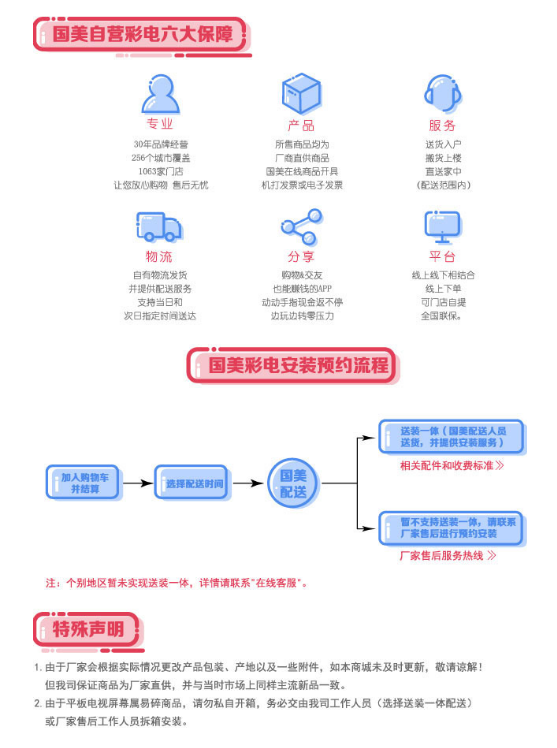 国美自营彩电六大保障
专业
30年品牌经营
256个城市覆盖
1063家门店
让您放心购物 售后无忧
产品
所售商品均为
厂商直供商品
国美在线商品开具
机打发票或电子发票
服务
送货入户
搬货上楼
直送家中
(配送范围内)
物流
自有物流发货
并提供配送服务
支持当日和
次日指定时间送达
分享
购物&交友
也能赚钱的APP
动动手指现金返不停
边玩边转零压力
平台
线上线下相结合
线上下单
可门店自提
全国联保。
国美彩电安装预约流程
加入购物车
并结算
选择配送时间
国美
配送
送装一体（国美配送人员
送货，并提供安装服务）
相关配件和收费标准
暂不支持送装一体，请联系
厂家售后进行预约安装
厂家售后服务热线
注：个别地区暂未实现送装一体，详情请联系"在线客服"。
特殊声明
1. 由于厂家会根据实际情况更改产品包装、产地以及一些附件，如本商城未及时更新，敬请谅解！
但我司保证商品为厂家直供，并与当时市场上同样主流新品一致。
2. 由于平板电视屏幕属易碎商品，请勿私自开箱，务必交由我司工作人员（选择送装一体配送）
或厂家售后工作人员拆箱安装。